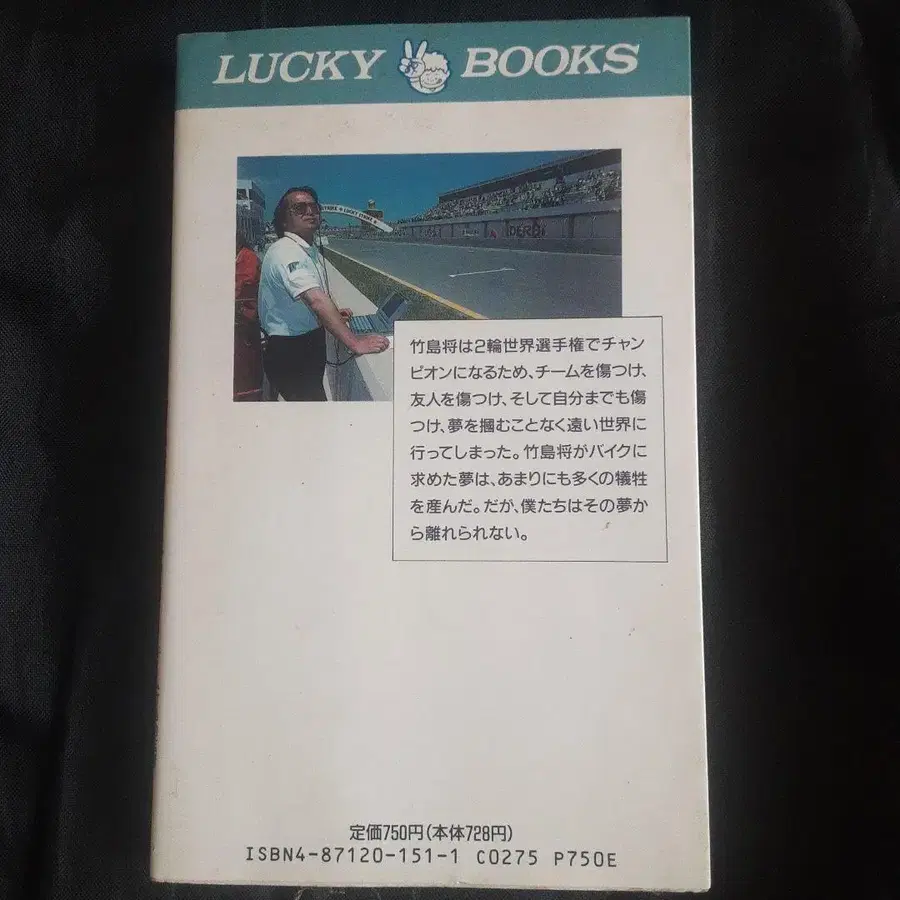 LUCKY BOOKS
LUCKY STRIKE
DERBI
竹島将は2輪世界選手権でチャン
ピオンになるため、チームを傷つけ、
友人を傷つけ、そして自分までも傷
つけ、夢を摑むことなく遠い世界に
行ってしまった。竹島将がバイクに
求めた夢は、あまりにも多くの犠牲
を産んだ。だが、僕たちはその夢か
ら離れられない。
定価750円(本体728円)
ISBN4-87120-151-1 C0275 P750E